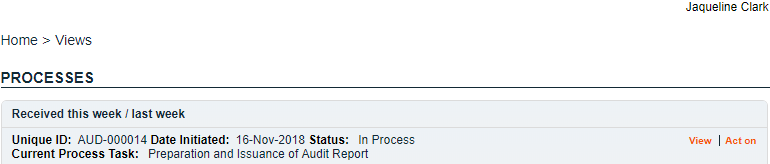 Jaqueline Clark
Home > Views
PROCESSES
Received this week / last week
Unique ID: AUD-000014 Date Initiated: 16-Nov-2018 Status: In Process
View | Act on
Current Process Task: Preparation and Issuance of Audit Report